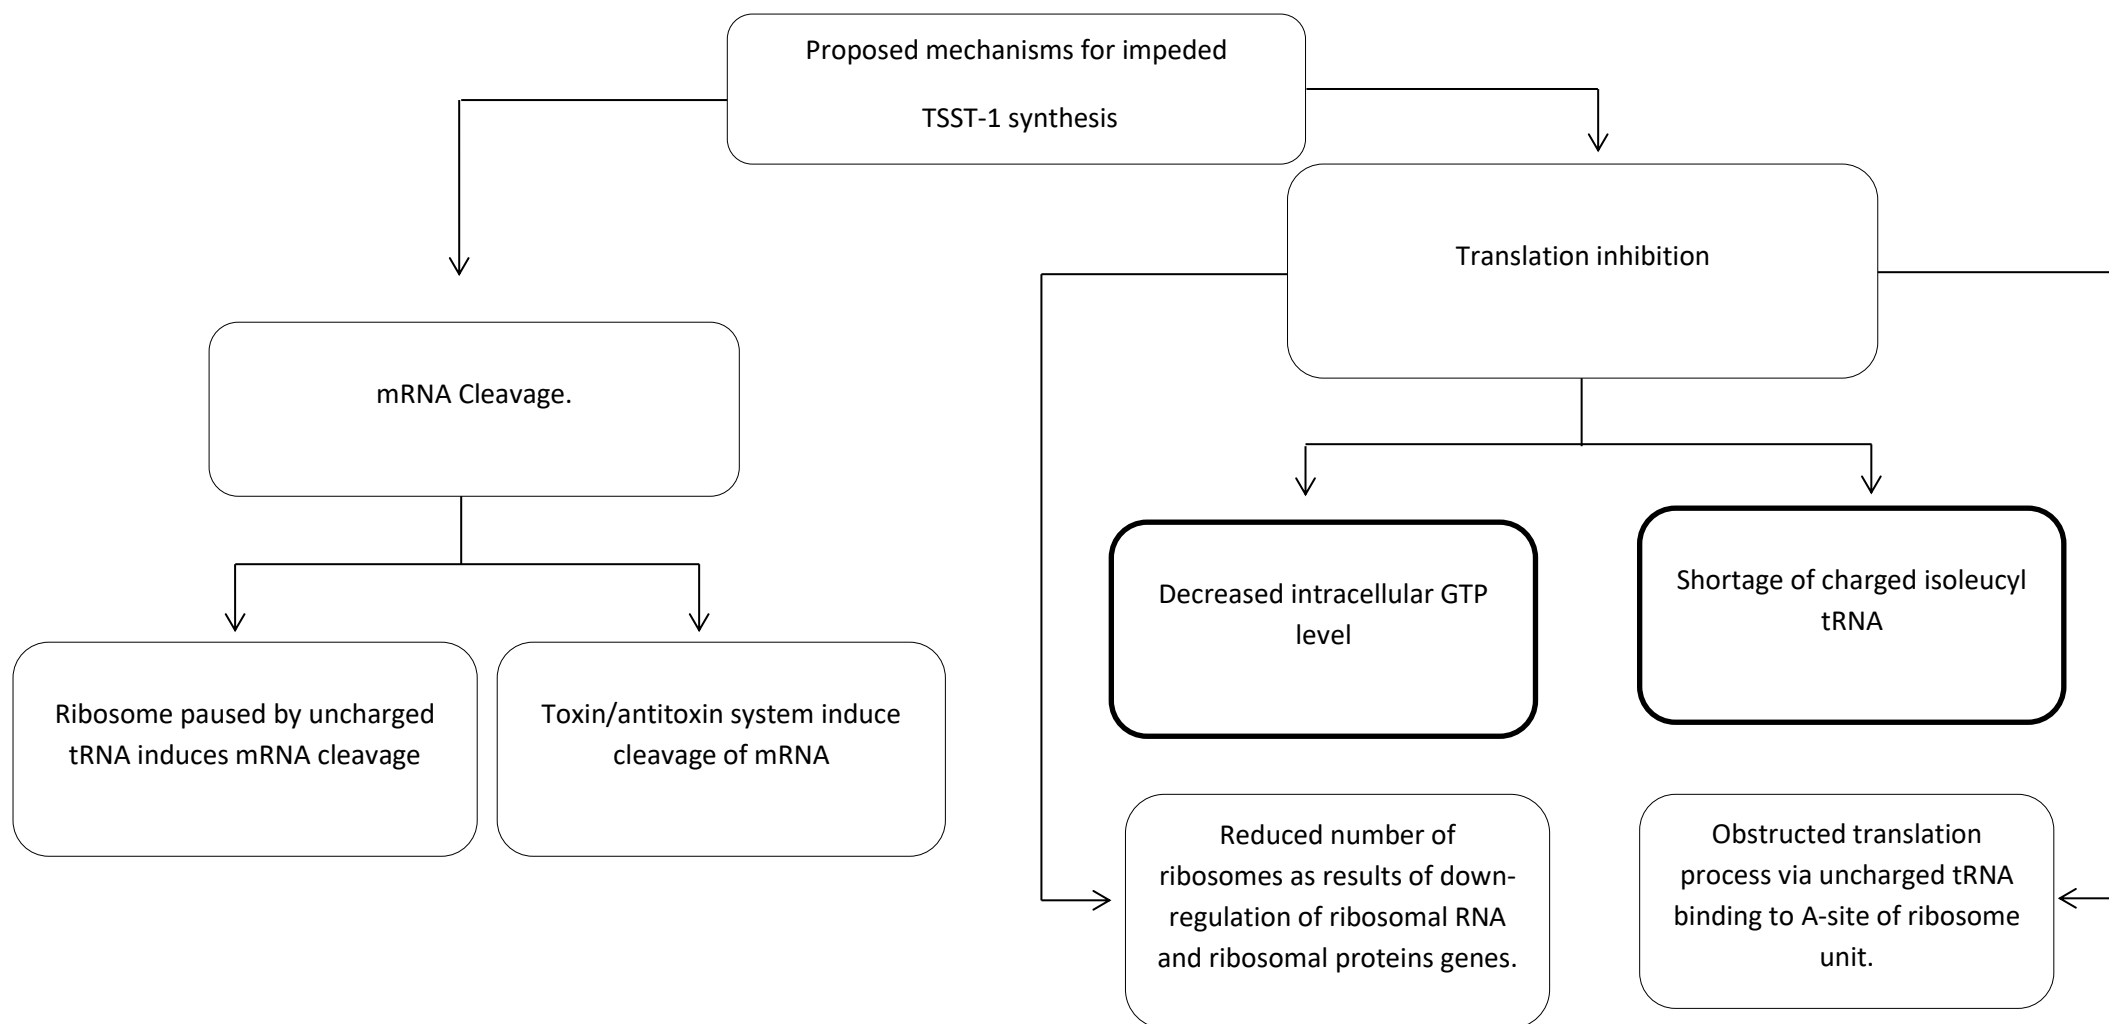 Proposed mechanisms for impeded
TSST-1 synthesis
Translation inhibition
mRNA Cleavage.
Decreased intracellular GTP
level
Shortage of charged isoleucyl
tRNA
Ribosome paused by uncharged
tRNA induces mRNA cleavage
Toxin/antitoxin system induce
cleavage of mRNA
Reduced number of
ribosomes as results of down-
regulation of ribosomal RNA
and ribosomal proteins genes.
Obstructed translation
process via uncharged tRNA
binding to A-site of ribosome
unit.